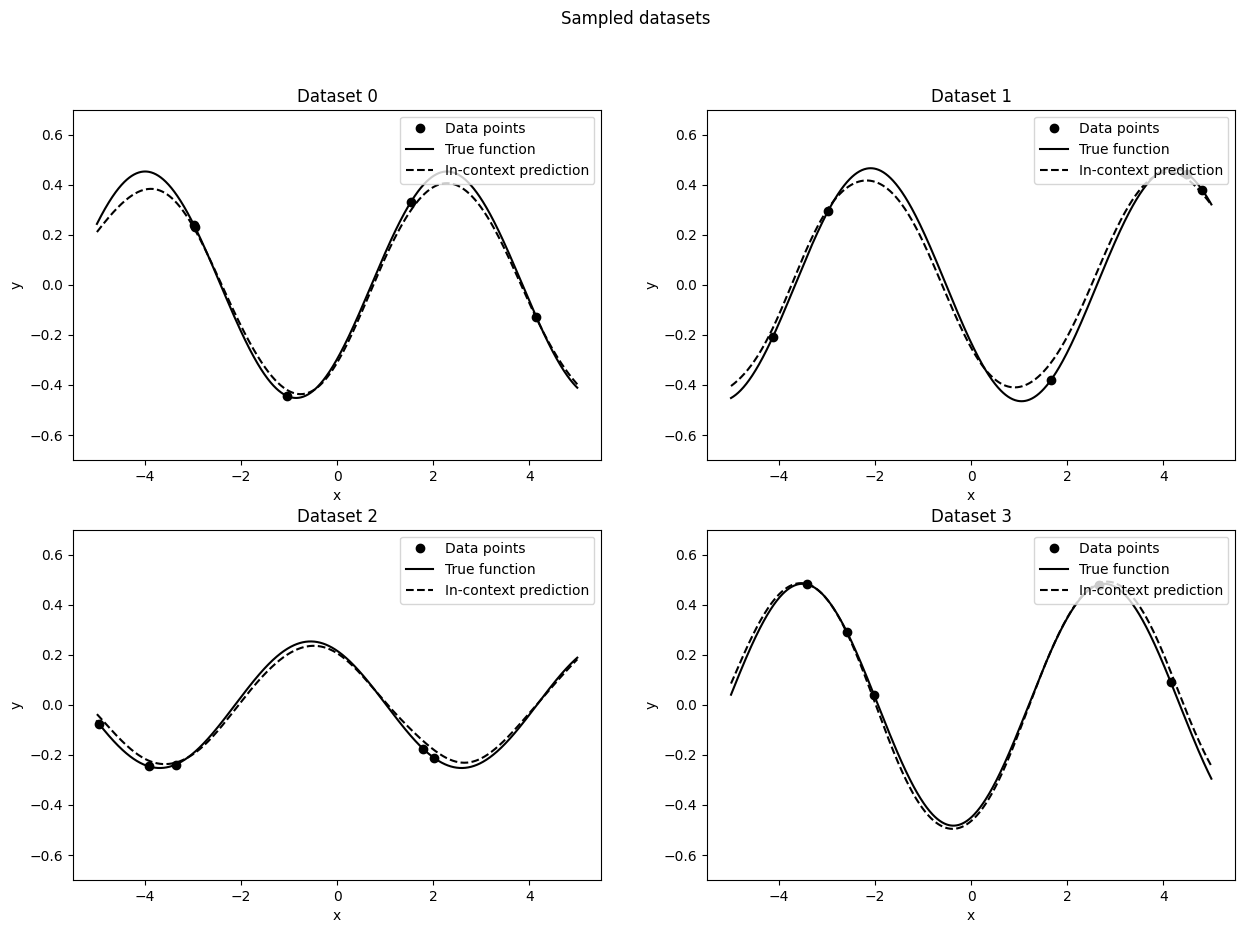 Sampled datasets
Dataset 0
0.6
0.4
0.2
0.0
−0.2
−0.4
−0.6
y
−4
−2
0
2
4
x
Data points
True function
In-context prediction
Dataset 1
0.6
0.4
0.2
0.0
−0.2
−0.4
−0.6
y
−4
−2
0
2
4
x
Data points
True function
In-context prediction
Dataset 2
0.6
0.4
0.2
0.0
−0.2
−0.4
−0.6
y
−4
−2
0
2
4
x
Data points
True function
In-context prediction
Dataset 3
0.6
0.4
0.2
0.0
−0.2
−0.4
−0.6
y
−4
−2
0
2
4
x
Data points
True function
In-context prediction